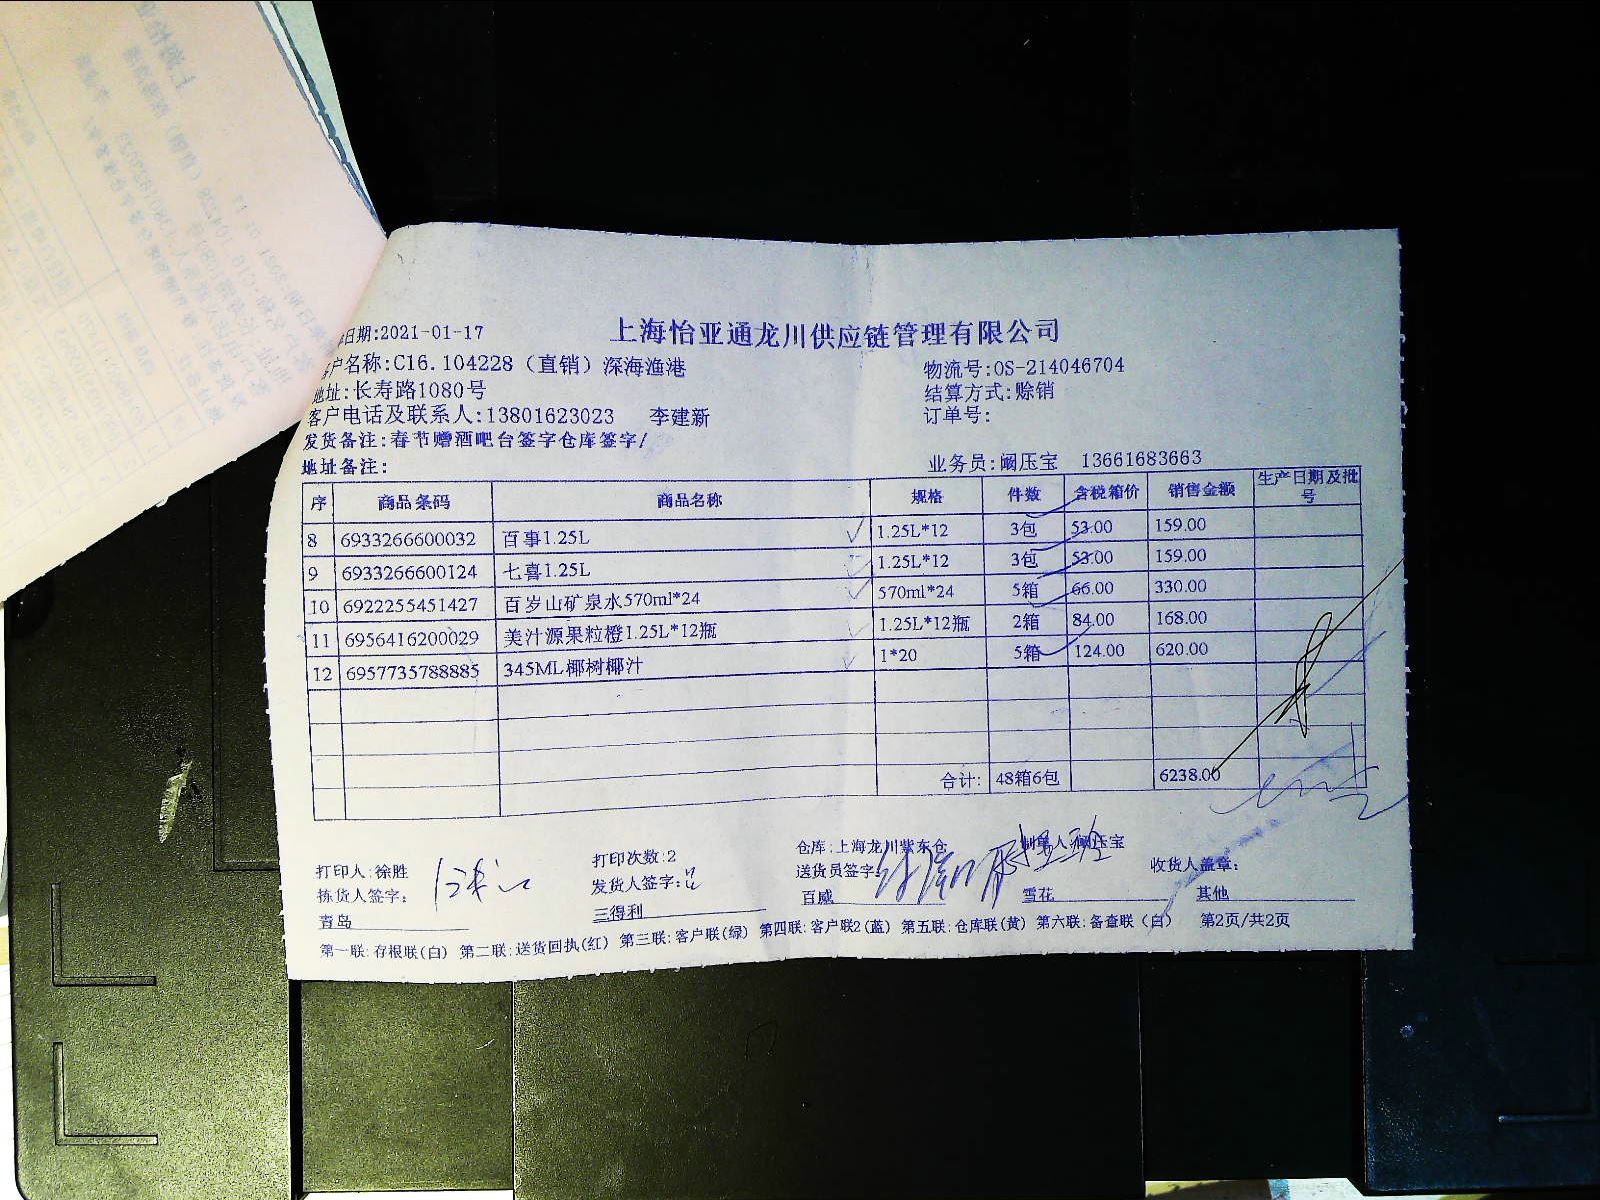 日期:2021-01-17
上海怡亚通龙川供应链管理有限公司
户名称:C16.104228（直销）深海渔港
物流号:OS-214046704
地址:长寿路1080号
结算方式:赊销
客户电话及联系人:13801623023 李建新
订单号:
发货备注:春节赠酒吧台签字仓库签字/
地址备注:
业务员:阚压宝 13661683663
序 商品条码 商品名称 规格 件数 含税箱价 销售金额 生产日期及批号
8 6933266600032 百事1.25L 1.25L*12 3包 53.00 159.00
9 6933266600124 七喜1.25L 1.25L*12 3包 53.00 159.00
10 6922255451427 百岁山矿泉水570ml*24 570ml*24 5箱 66.00 330.00
11 6956416200029 美汁源果粒橙1.25L*12瓶 1.25L*12瓶 2箱 84.00 168.00
12 6957735788885 345ML椰树椰汁 1*20 5箱 124.00 620.00
合计: 48箱6包 6238.00
打印人:徐胜 打印次数:2 仓库:上海龙川紫东仓 制单人:阚压宝
拣货人签字: 发货人签字: 送货员签字: 收货人盖章:
青岛 三得利 百威 雪花 其他
第一联:存根联(白) 第二联:送货回执(红) 第三联:客户联(绿) 第四联:客户联2(蓝) 第五联:仓库联(黄) 第六联:备查联（白） 第2页/共2页